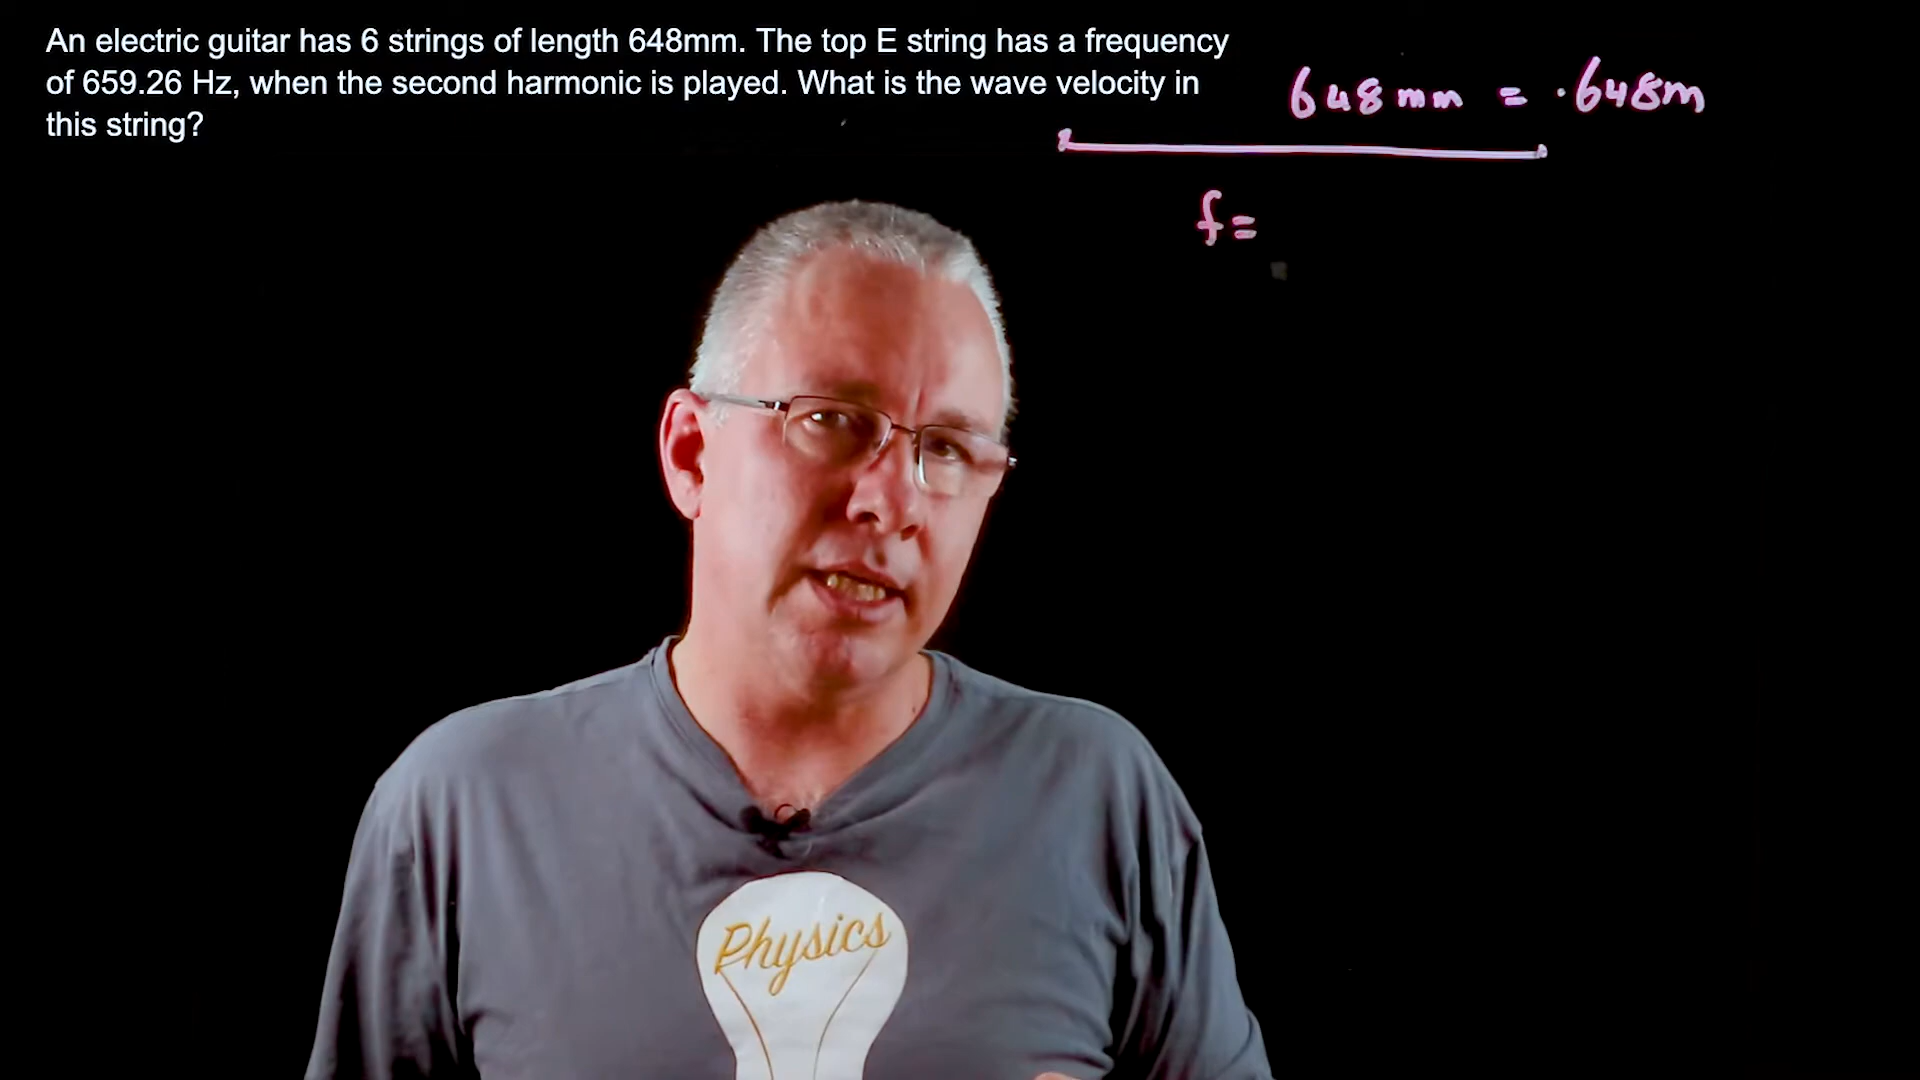 An electric guitar has 6 strings of length 648mm. The top E string has a frequency
of 659.26 Hz, when the second harmonic is played. What is the wave velocity in
this string?
648mm = .648m
f=
Physics